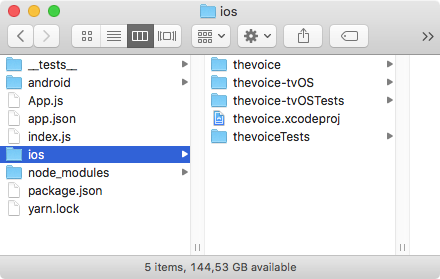 ios
__tests__
android
App.js
app.json
index.js
ios
node_modules
package.json
yarn.lock
thevoice
thevoice-tvOS
thevoice-tvOSTests
thevoice.xcodeproj
thevoiceTests
5 items, 144,53 GB available